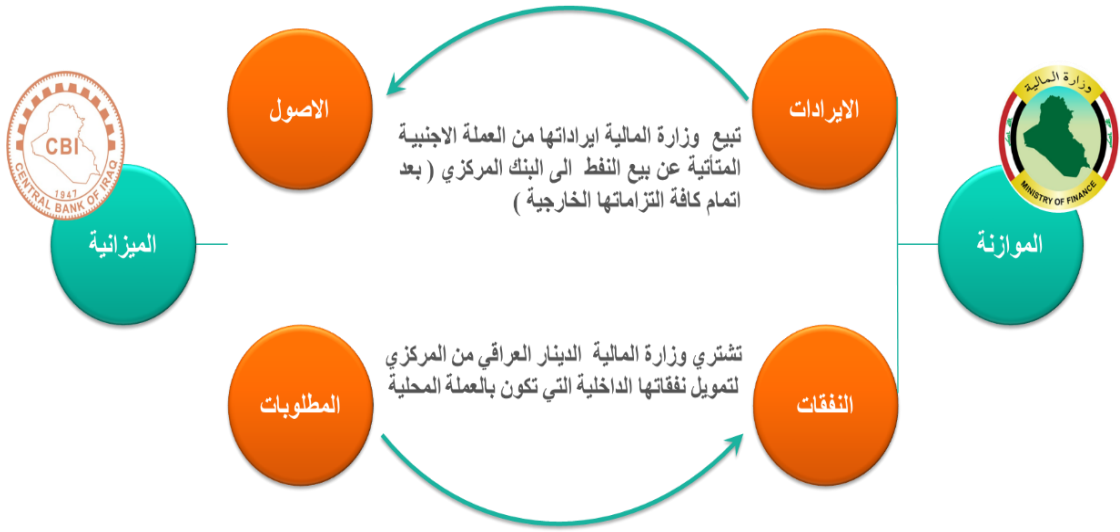 وزارة المالية
MINISTRY OF FINANCE
الموازنة
الايرادات
تبيع وزارة المالية ايراداتها من العملة الاجنبية
المتأتية عن بيع النفط الى البنك المركزي ( بعد
اتمام كافة التزاماتها الخارجية )
الاصول
CBI
1947
CENTRAL BANK OF IRAQ
الميزانية
النفقات
تشتري وزارة المالية الدينار العراقي من المركزي
لتمويل نفقاتها الداخلية التي تكون بالعملة المحلية
المطلوبات